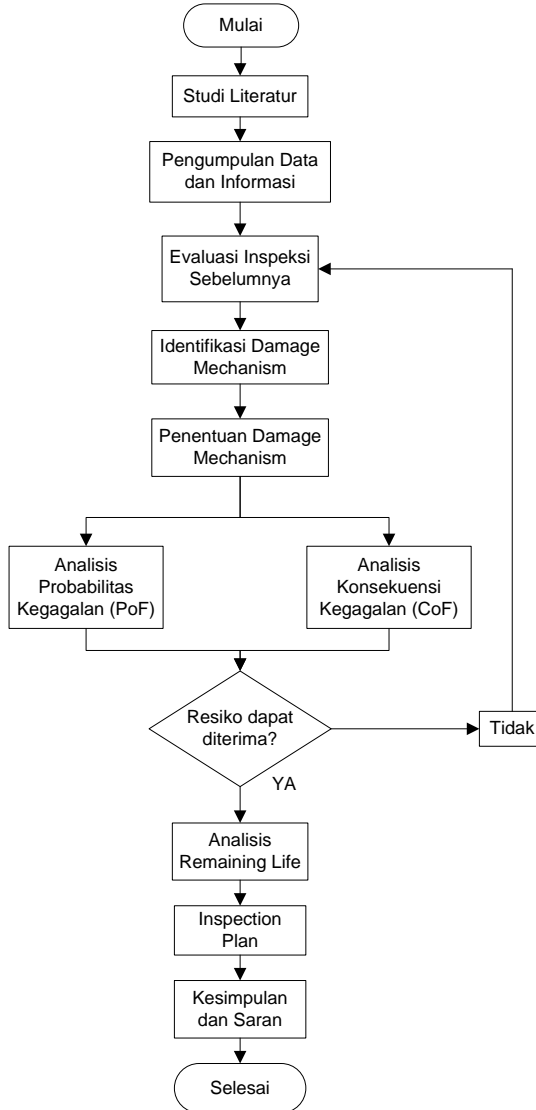 Mulai
Studi Literatur
Pengumpulan Data
dan Informasi
Evaluasi Inspeksi
Sebelumnya
Identifikasi Damage
Mechanism
Penentuan Damage
Mechanism
Analisis
Probabilitas
Kegagalan (PoF)
Analisis
Konsekuensi
Kegagalan (CoF)
Resiko dapat
diterima?
Tidak
YA
Analisis
Remaining Life
Inspection
Plan
Kesimpulan
dan Saran
Selesai